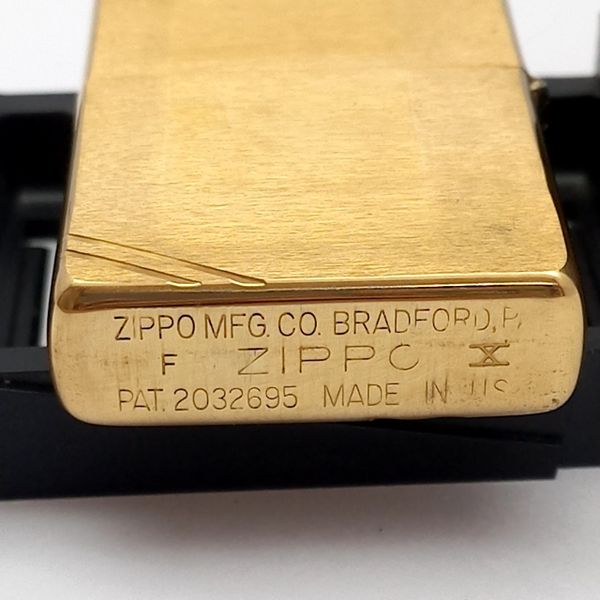 ZIPPO MFG. CO. BRADFORD, P
F ZIPPO X
PAT. 2032695 MADE IN U.S.